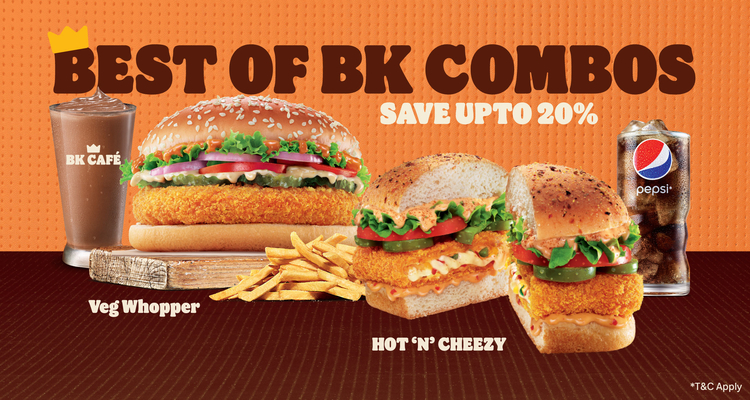 BEST OF BK COMBOS
SAVE UPTO 20%
BK CAFÉ
pepsi
Veg Whopper
HOT ‘N’ CHEEZY
*T&C Apply